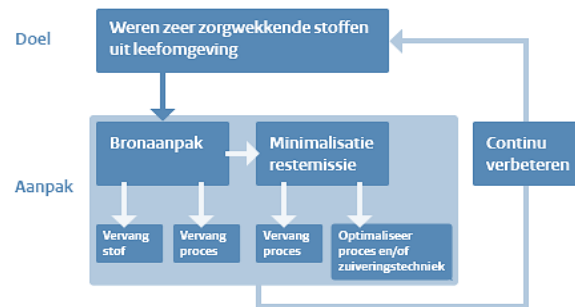 Doel
Weren zeer zorgwekkende stoffen
uit leefomgeving
Aanpak
Bronaanpak
Minimalisatie
restemissie
Continu
verbeteren
Vervang
stof
Vervang
proces
Vervang
proces
Optimaliseer
proces en/of
zuiveringstechniek